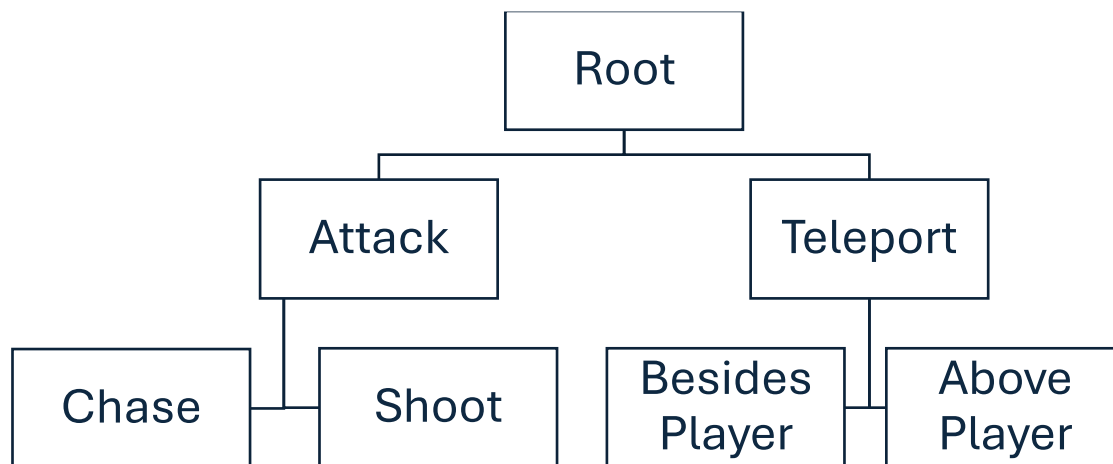 Root
Attack
Teleport
Chase
Shoot
Besides
Player
Above
Player